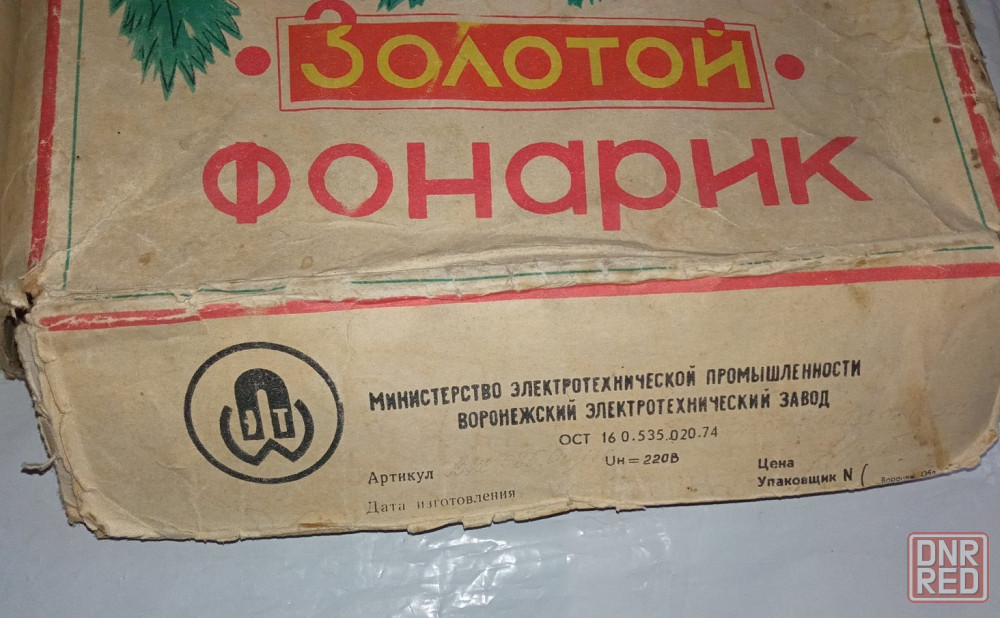 Золотой
фонарик
МИНИСТЕРСТВО ЭЛЕКТРОТЕХНИЧЕСКОЙ ПРОМЫШЛЕННОСТИ
ВОРОНЕЖСКИЙ ЭЛЕКТРОТЕХНИЧЕСКИЙ ЗАВОД
ОСТ 16 0.535.020.74
Uн = 220В
Артикул
Цена
Упаковщик N
Дата изготовления
DNR
RED